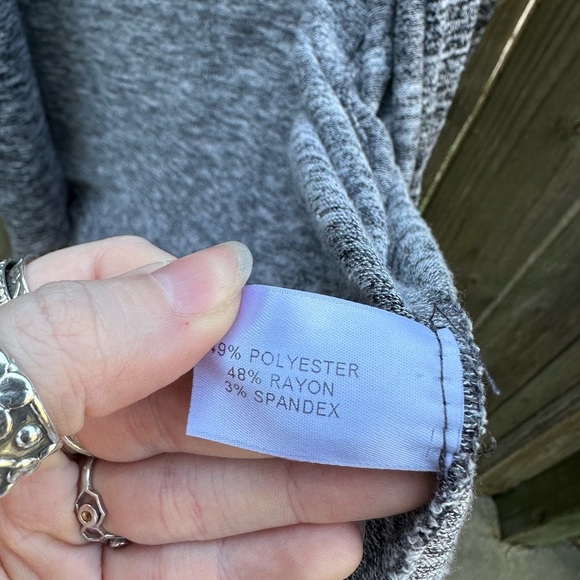 49% POLYESTER
48% RAYON
3% SPANDEX